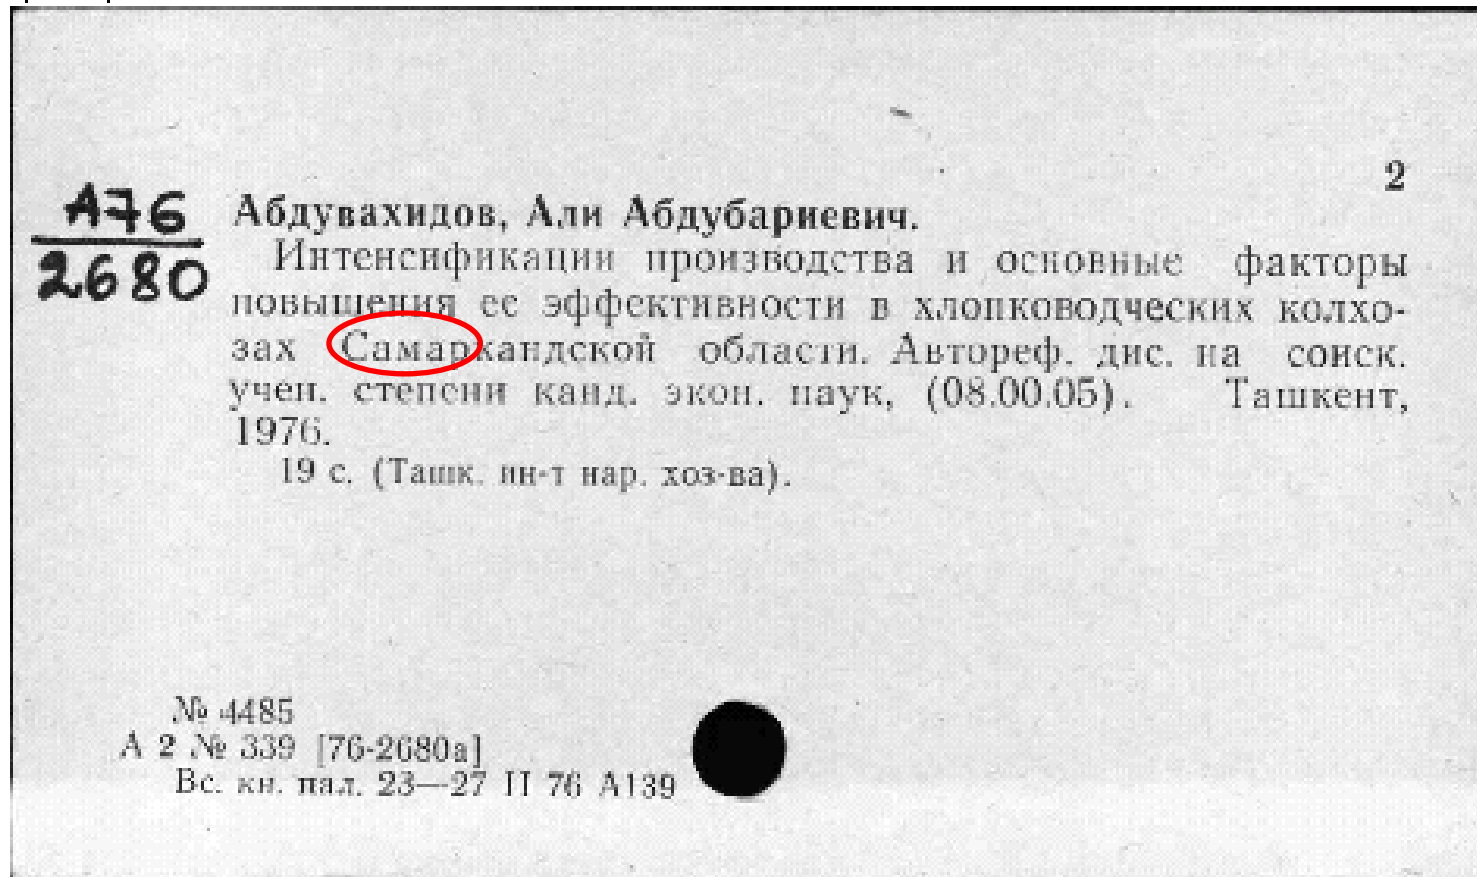 2
А76
2680
Абдувахидов, Али Абдубариевич.
Интенсификации производства и основные факторы
повышения ее эффективности в хлопководческих колхо-
зах Самаркандской области. Автореф. дис. на соиск.
учен. степени канд. экон. наук, (08.00.05). Ташкент,
1976.
19 с. (Ташк. ин-т нар. хоз-ва).
№ 4485
А 2 № 339 [76-2680а]
Вс. кн. пал. 23—27 П 76 А139